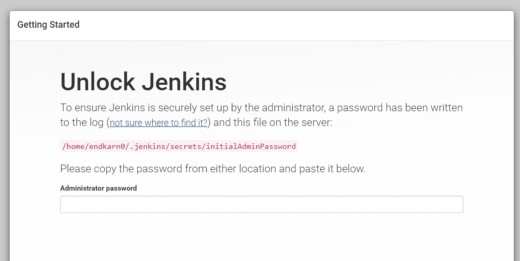 Getting Started
Unlock Jenkins
To ensure Jenkins is securely set up by the administrator, a password has been written
to the log (not sure where to find it?) and this file on the server:
/home/endkarn0/.jenkins/secrets/initialAdminPassword
Please copy the password from either location and paste it below.
Administrator password